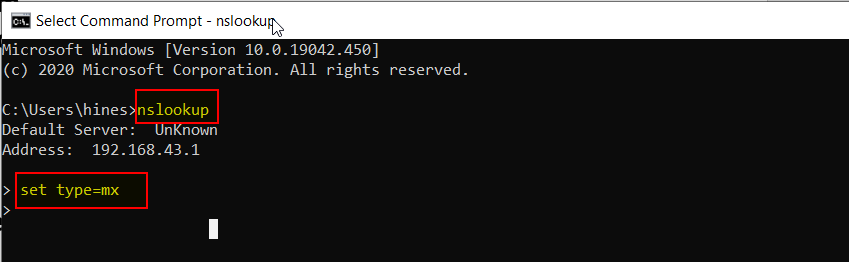 Select Command Prompt - nslookup
Microsoft Windows [Version 10.0.19042.450]
(c) 2020 Microsoft Corporation. All rights reserved.
C:\Users\hines>nslookup
Default Server:  UnKnown
Address:  192.168.43.1
> set type=mx
>